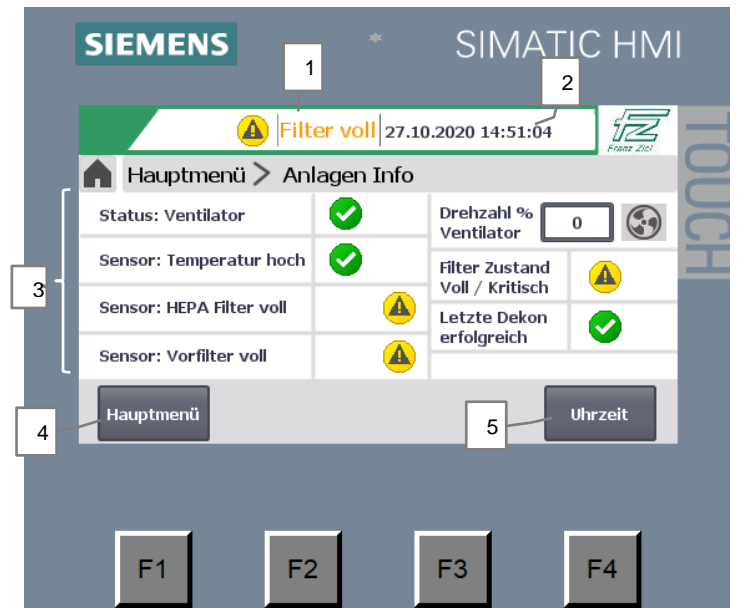 SIEMENS
SIMATIC HMI
1
2
Filter voll 27.10.2020 14:51:04
FZ
Franz Ziel
TOUCH
Hauptmenü > Anlagen Info
3
Status: Ventilator
Sensor: Temperatur hoch
Sensor: HEPA Filter voll
Sensor: Vorfilter voll
Drehzahl %
Ventilator
0
Filter Zustand
Voll / Kritisch
Letzte Dekon
erfolgreich
4
Hauptmenü
5
Uhrzeit
F1
F2
F3
F4